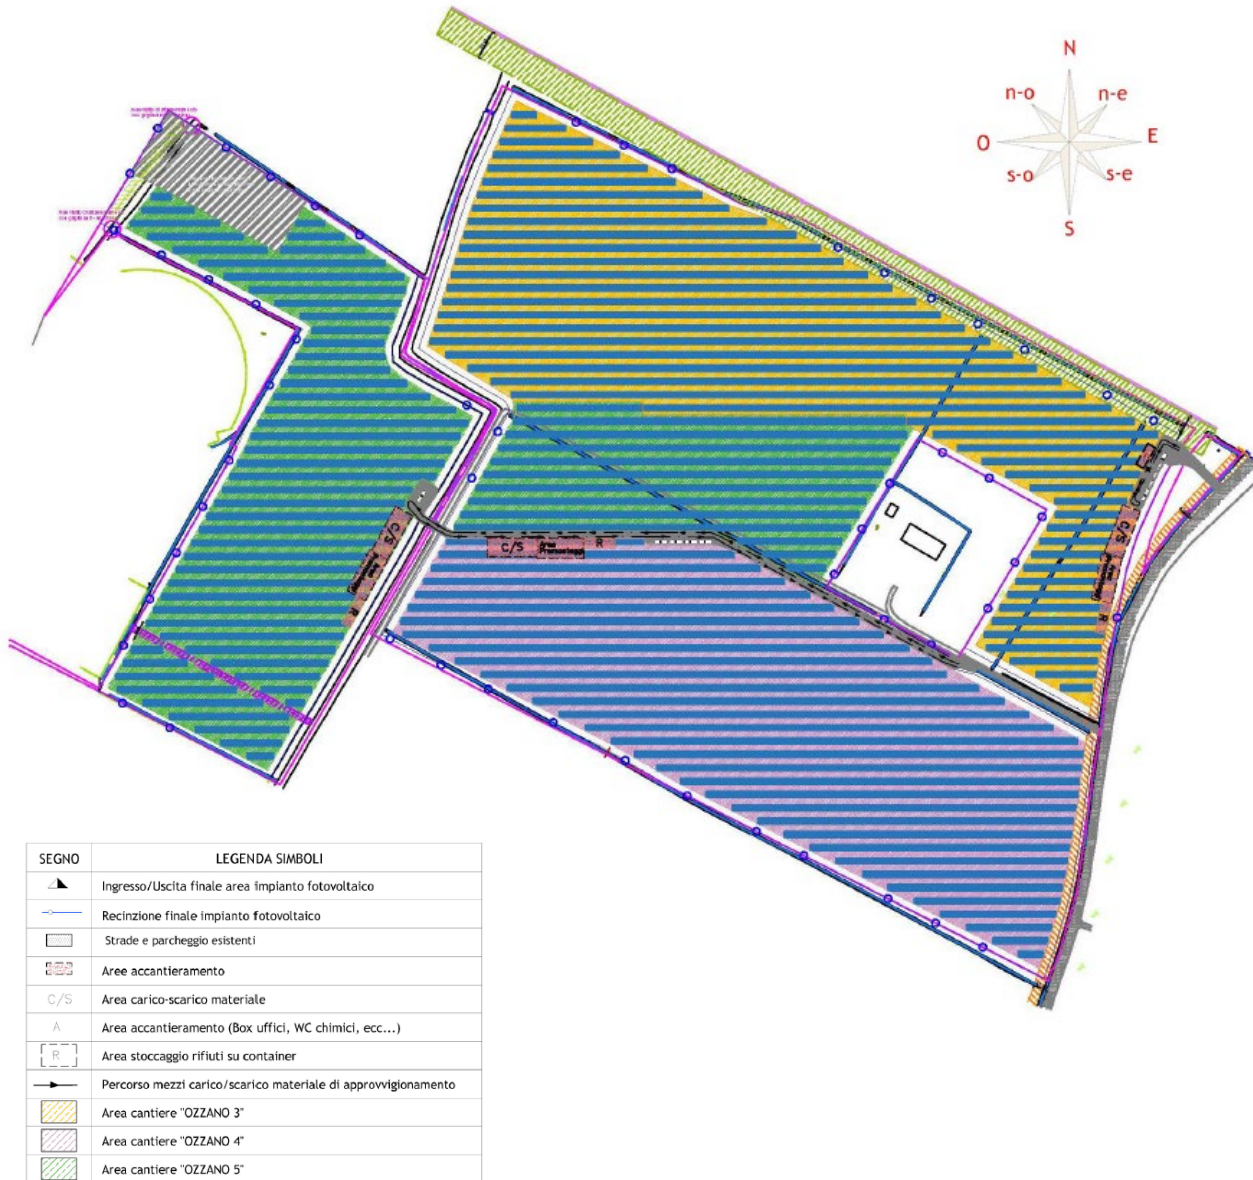 N
n-o
n-e
O
E
s-o
s-e
S
C/S
R
C/S
Area
Premontaggi
R
C/S
R
SEGNO
LEGENDA SIMBOLI
Ingresso/Uscita finale area impianto fotovoltaico
Recinzione finale impianto fotovoltaico
Strade e parcheggio esistenti
Aree accantieramento
C/S
Area carico-scarico materiale
A
Area accantieramento (Box uffici, WC chimici, ecc...)
R
Area stoccaggio rifiuti su container
Percorso mezzi carico/scarico materiale di approvvigionamento
Area cantiere "OZZANO 3"
Area cantiere "OZZANO 4"
Area cantiere "OZZANO 5"